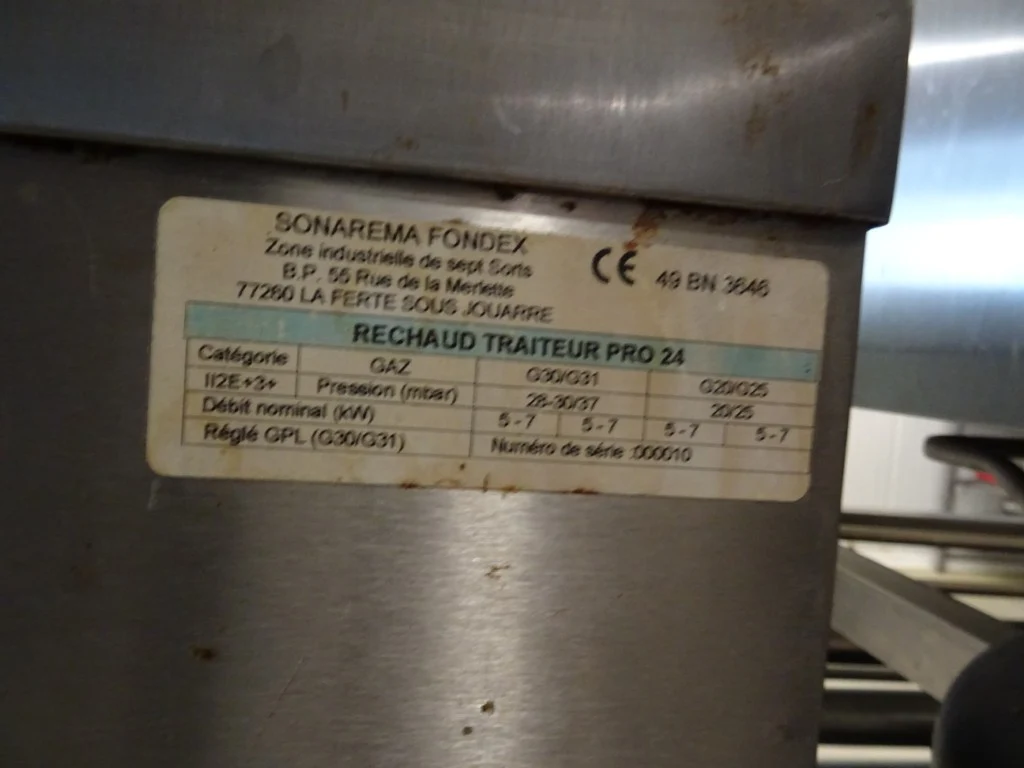 SONAREMA FONDEX
Zone industrielle de sept Sorts
B.P. 55 Rue de la Merlette
77260 LA FERTE SOUS JOUARRE
CE 49 BN 3646
RECHAUD TRAITEUR PRO 24
Catégorie GAZ G30/G31 G20/G25
II2E+3+ Pression (mbar) 28-30/37 20/25
Débit nominal (kW) 5 - 7 5 - 7 5 - 7 5 - 7
Réglé GPL (G30/G31) Numéro de série :000010